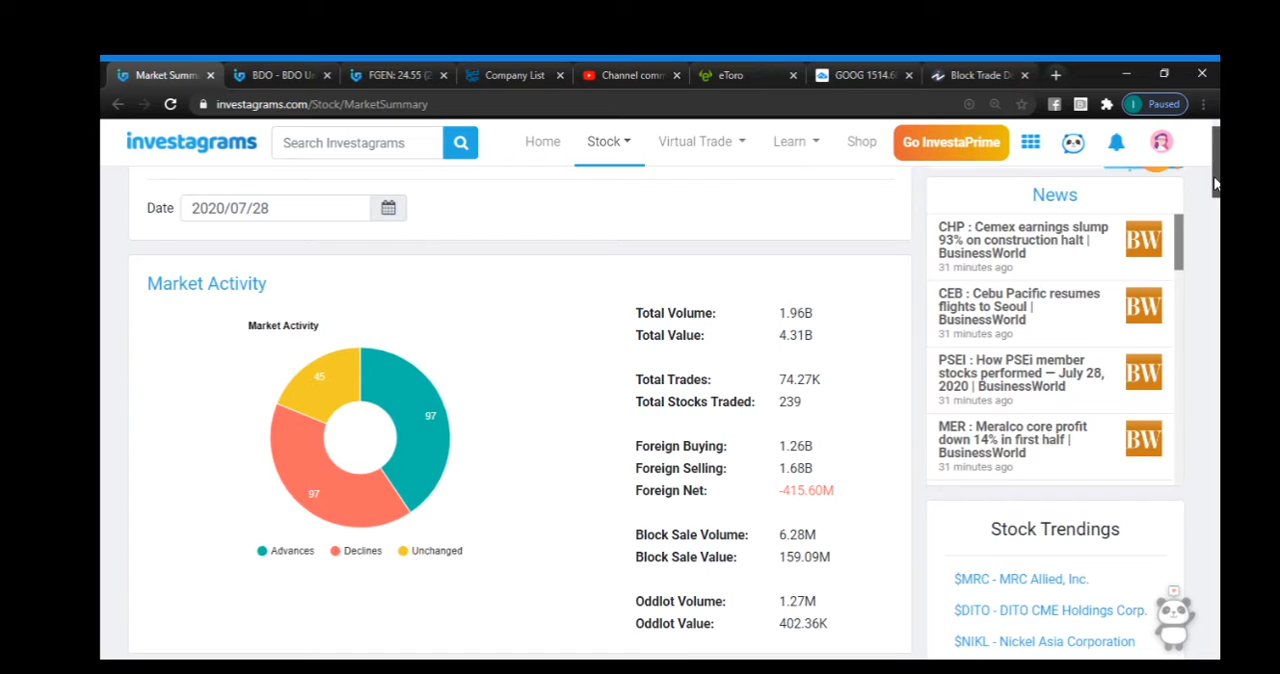 Market Summ
BDO - BDO U
FGEN: 24.55 (2
Company List
Channel comm
eToro
GOOG 1514.6
Block Trade D
investagrams.com/Stock/MarketSummary
Paused
investagrams
Search Investagrams
Home
Stock
Virtual Trade
Learn
Shop
Go InvestaPrime
Date
2020/07/28
Market Activity
Market Activity
45
97
97
Advances
Declines
Unchanged
Total Volume: 1.96B
Total Value: 4.31B
Total Trades: 74.27K
Total Stocks Traded: 239
Foreign Buying: 1.26B
Foreign Selling: 1.68B
Foreign Net: -415.60M
Block Sale Volume: 6.28M
Block Sale Value: 159.09M
Oddlot Volume: 1.27M
Oddlot Value: 402.36K
News
CHP : Cemex earnings slump
93% on construction halt |
BusinessWorld
31 minutes ago
BW
CEB : Cebu Pacific resumes
flights to Seoul |
BusinessWorld
31 minutes ago
BW
PSEI : How PSEi member
stocks performed — July 28,
2020 | BusinessWorld
31 minutes ago
BW
MER : Meralco core profit
down 14% in first half |
BusinessWorld
31 minutes ago
BW
Stock Trendings
$MRC - MRC Allied, Inc.
$DITO - DITO CME Holdings Corp.
$NIKL - Nickel Asia Corporation